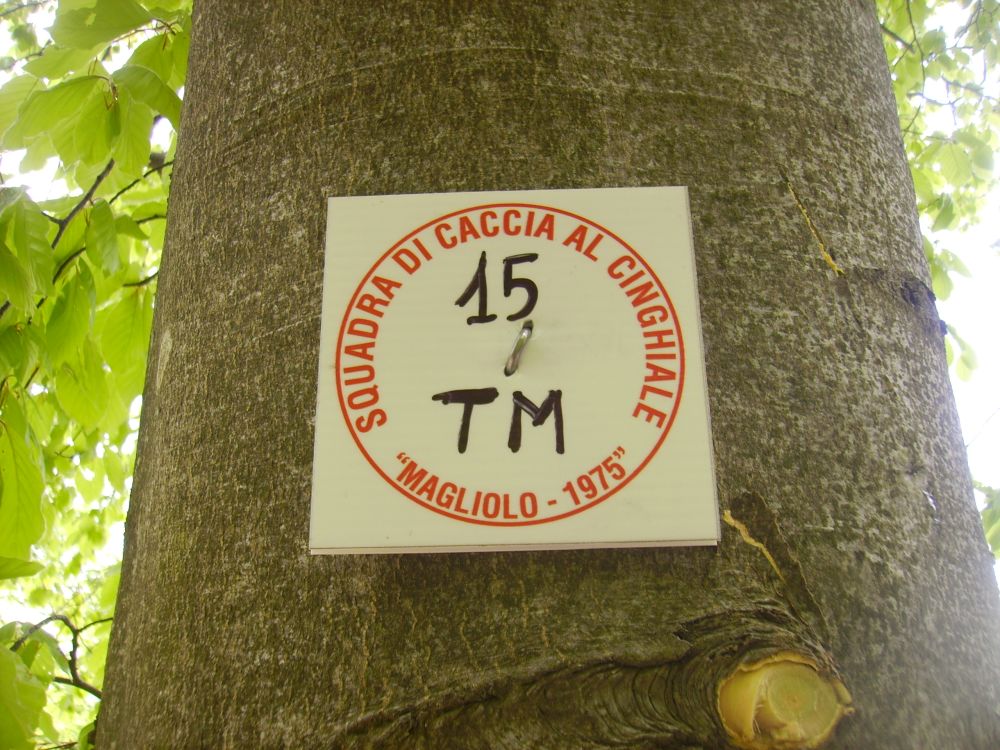 SQUADRA DI CACCIA AL CINGHIALE
15
TM
"MAGLIOLO - 1975"